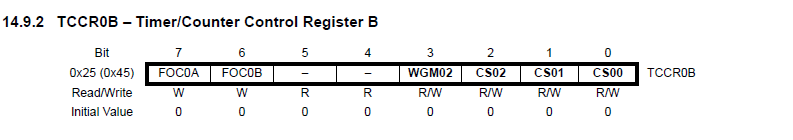 14.9.2 TCCR0B – Timer/Counter Control Register B
Bit 7 6 5 4 3 2 1 0
0x25 (0x45) FOC0A FOC0B – – WGM02 CS02 CS01 CS00 TCCR0B
Read/Write W W R R R/W R/W R/W R/W
Initial Value 0 0 0 0 0 0 0 0